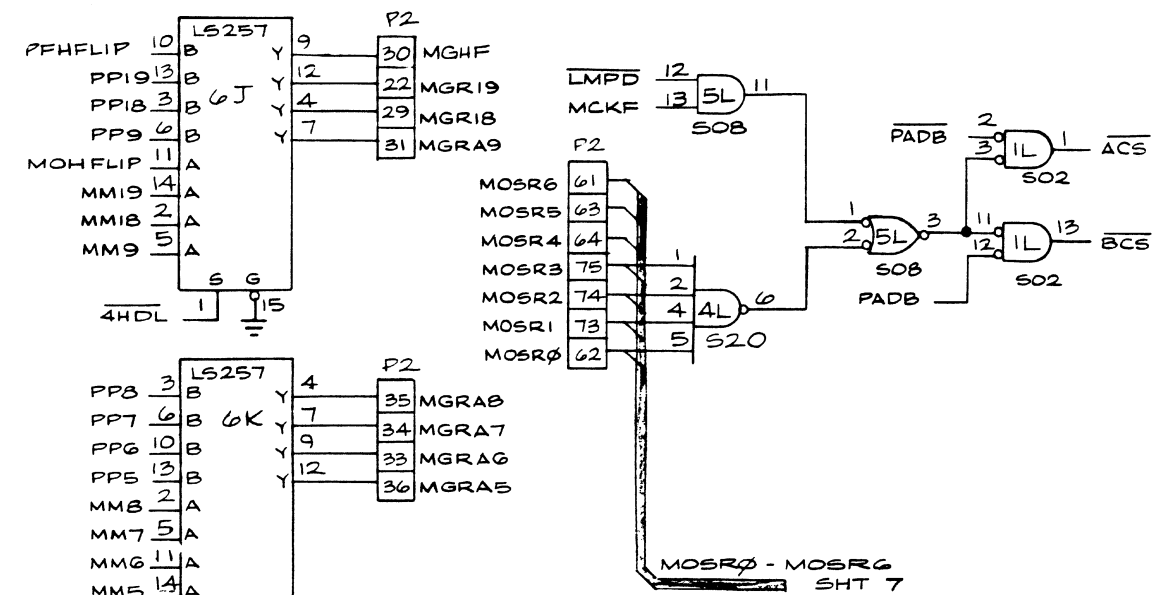 LS257
P2
PFHFLIP 10 B Y 9 30 MGHF
PP19 13 B Y 12 22 MGRI9
PP18 3 B 6J Y 4 29 MGRI8
PP9 6 B Y 7 31 MGRA9
MOHFLIP 11 A
MM19 14 A
MM18 2 A
MM9 5 A
S G
4HDL 1 15
LS257
P2
PP8 3 B Y 4 35 MGRA8
PP7 6 B 6K Y 7 34 MGRA7
PP6 10 B Y 9 33 MGRA6
PP5 13 B Y 12 36 MGRA5
MM8 2 A
MM7 5 A
MM6 11 A
MM5 14 A
LMPD 12
MCKF 13
5L 11
S08
P2
MOSR6 61
MOSR5 63
MOSR4 64
MOSR3 75 1
MOSR2 74 2
MOSR1 73 4
MOSRØ 62 5
4L 6
S20
1
2
5L 3
S08
PADB 2
3
1L 1 ACS
S02
11
12
1L 13 BCS
S02
PADB
MOSRØ - MOSR6
SHT 7